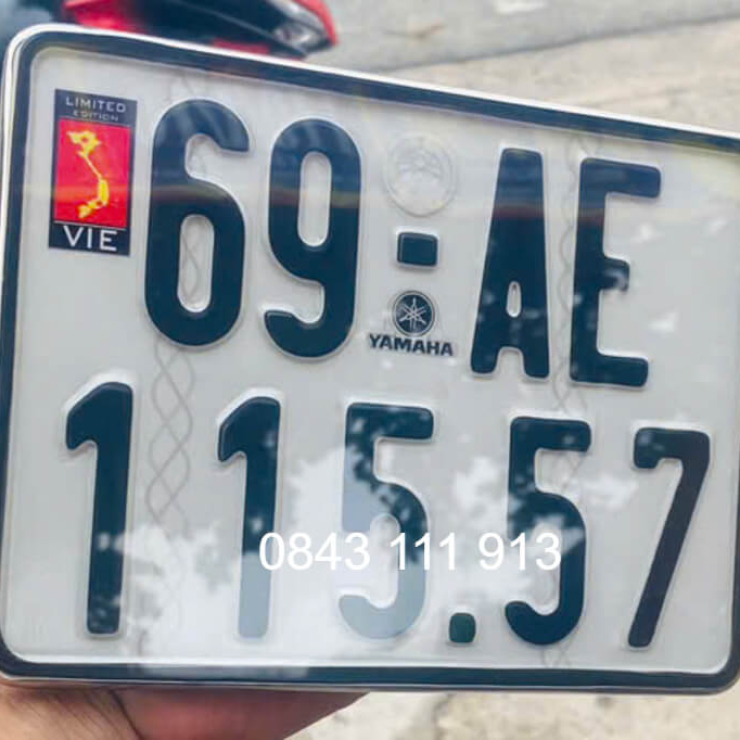 LIMITED
EDITION
VIE
69-AE
YAMAHA
115.57
0843 111 913